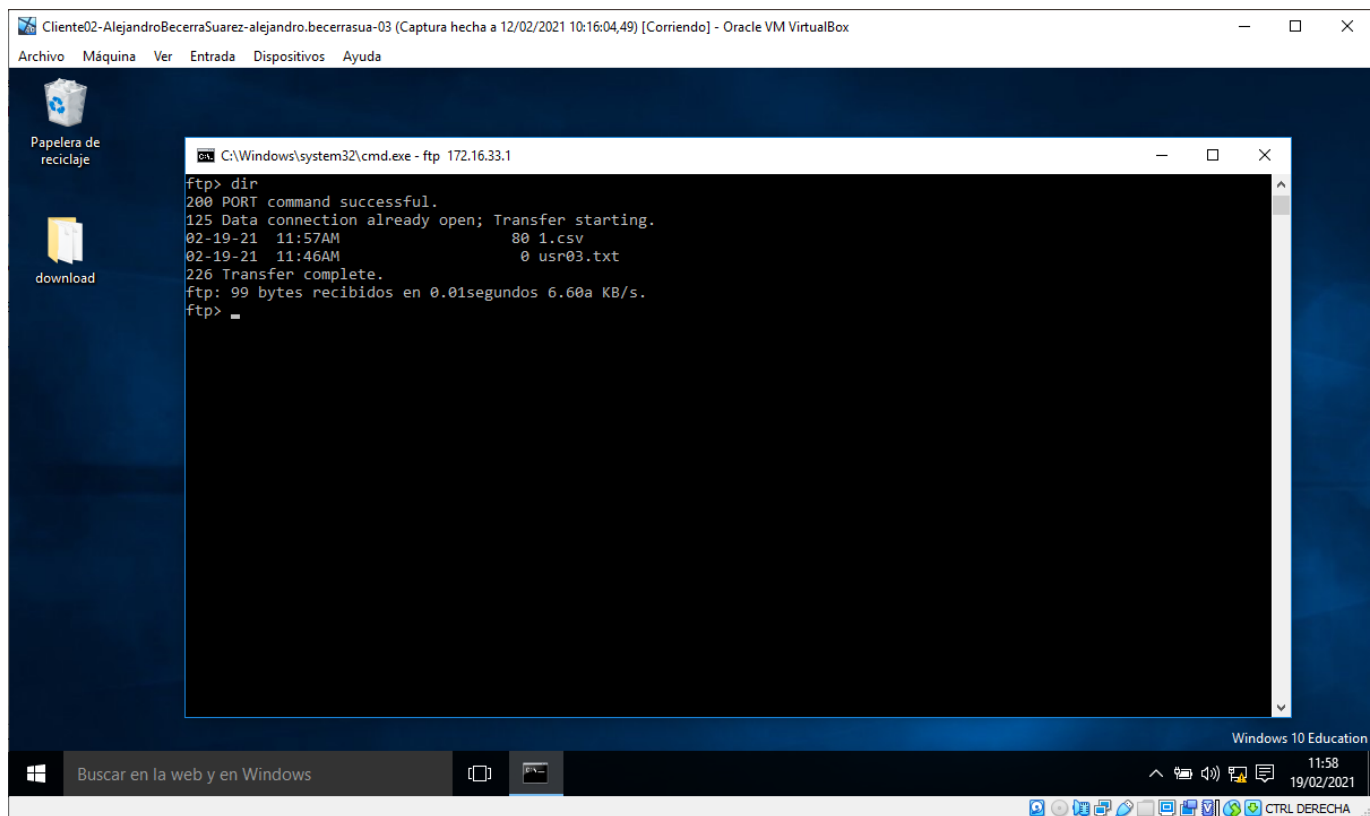 Cliente02-AlejandroBecerraSuarez-alejandro.becerrasua-03 (Captura hecha a 12/02/2021 10:16:04,49) [Corriendo] - Oracle VM VirtualBox
Archivo Máquina Ver Entrada Dispositivos Ayuda
Papelera de
reciclaje
download
C:\Windows\system32\cmd.exe - ftp 172.16.33.1
ftp> dir
200 PORT command successful.
125 Data connection already open; Transfer starting.
02-19-21 11:57AM 80 1.csv
02-19-21 11:46AM 0 usr03.txt
226 Transfer complete.
ftp: 99 bytes recibidos en 0.01segundos 6.60a KB/s.
ftp> _
Windows 10 Education
Buscar en la web y en Windows
11:58
19/02/2021
CTRL DERECHA